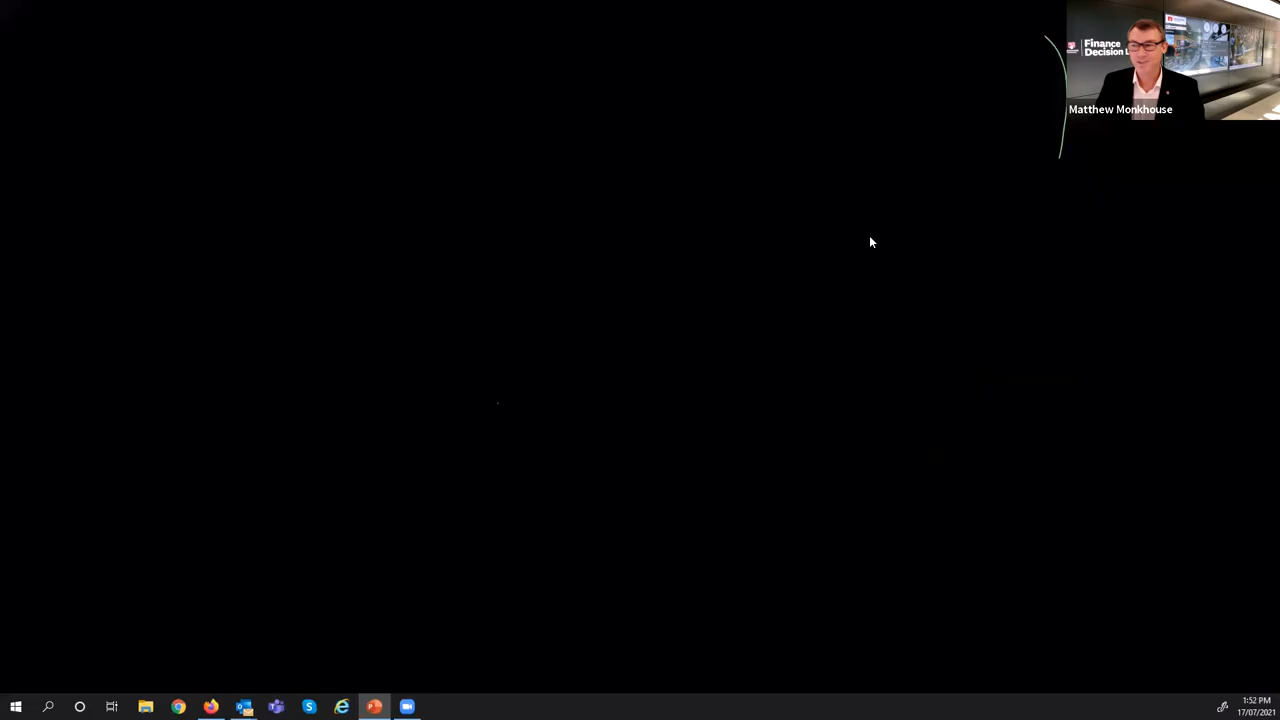 Finance
Decision L
Matthew Monkhouse
1:52 PM
17/07/2021